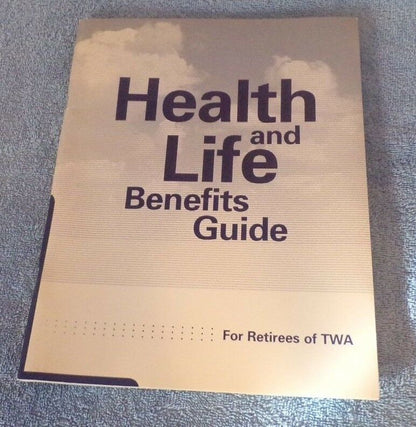 Health
and
Life
Benefits
Guide
For Retirees of TWA